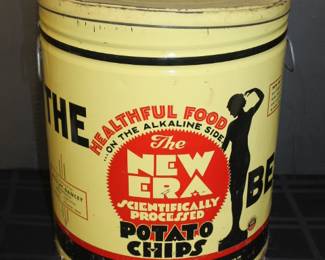 THE
HEALTHFUL FOOD
...ON THE ALKALINE SIDE
The
NEW
ERA
SCIENTIFICALLY
PROCESSED
POTATO
CHIPS
BE